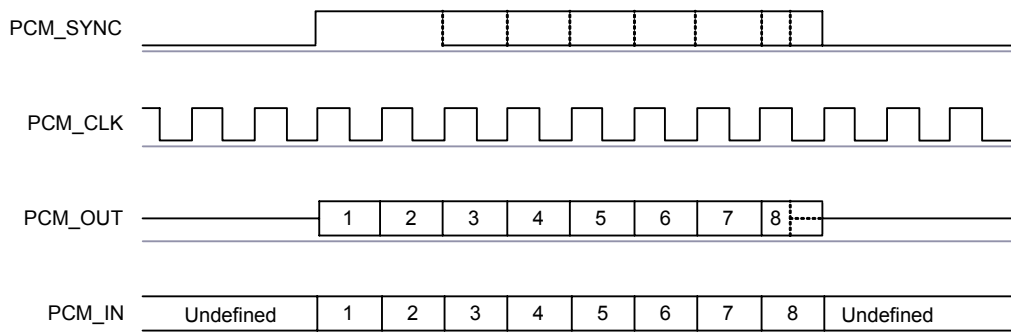 PCM_SYNC
PCM_CLK
PCM_OUT 1 2 3 4 5 6 7 8
PCM_IN Undefined 1 2 3 4 5 6 7 8 Undefined